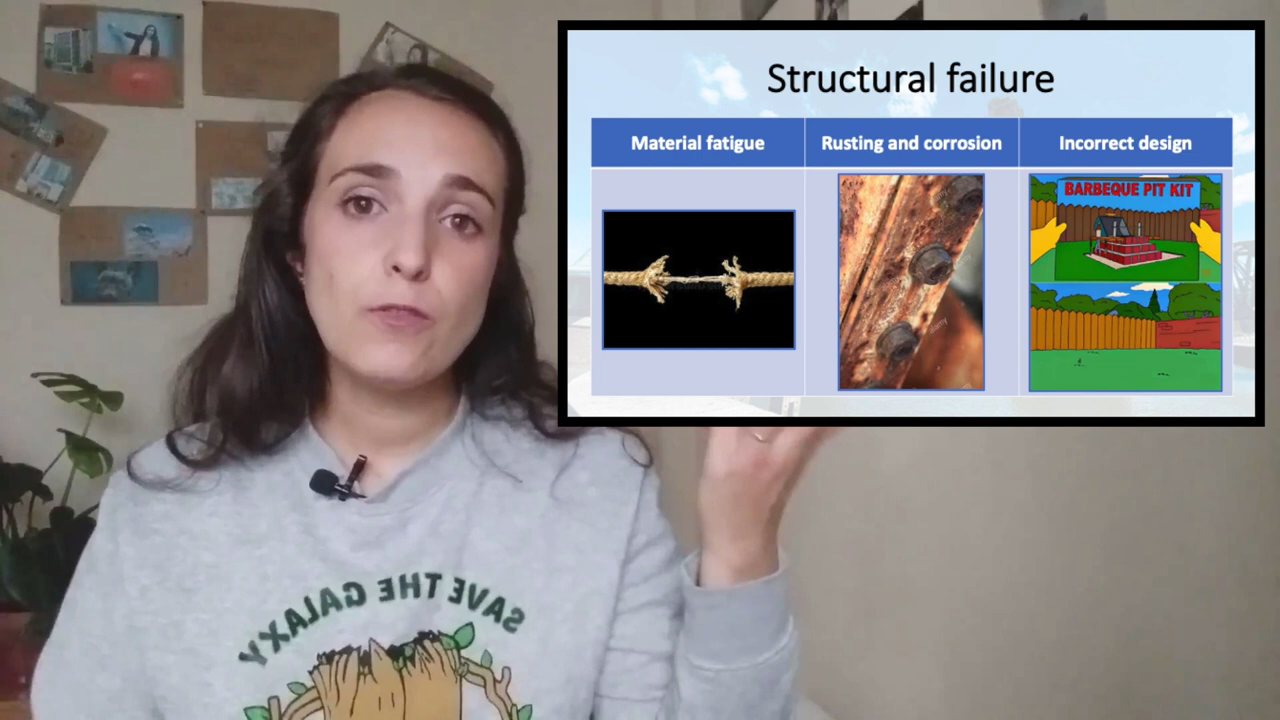 Structural failure
Material fatigue
Rusting and corrosion
Incorrect design
BARBEQUE PIT KIT
SAVE THE GALAXY